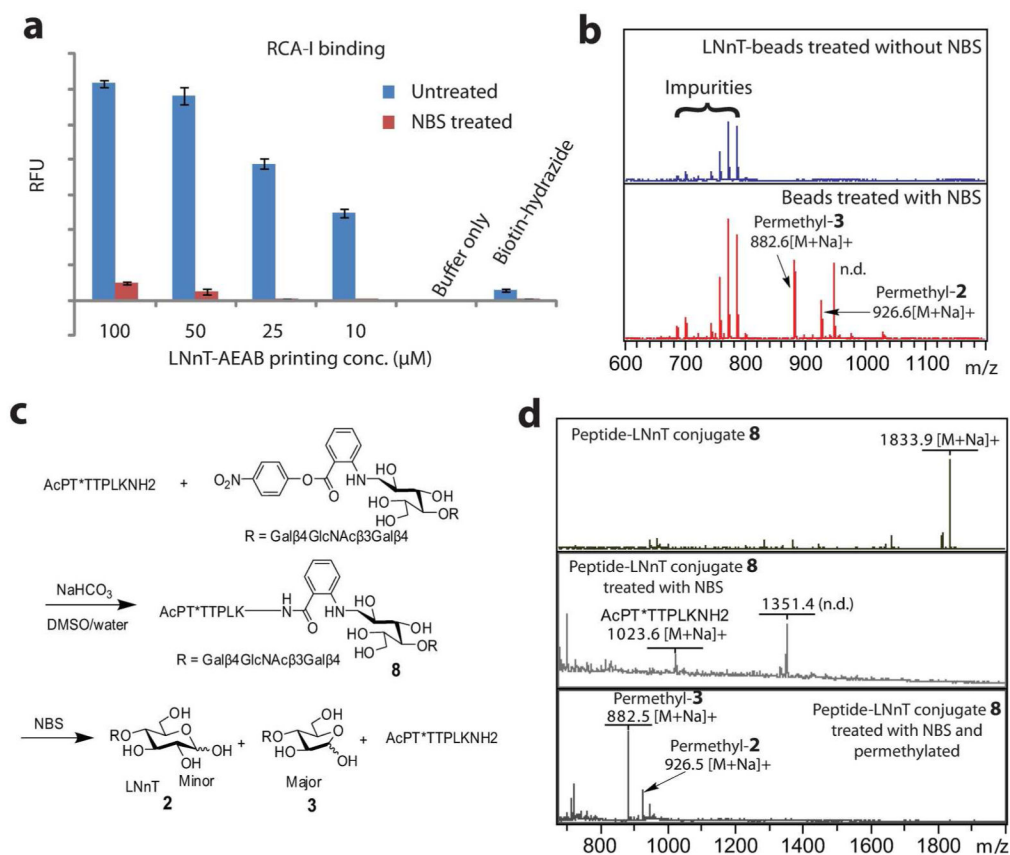 a
RCA-I binding
Untreated
NBS treated
RFU
Buffer only
Biotin-hydrazide
100 50 25 10
LNnT-AEAB printing conc. (µM)
b
LNnT-beads treated without NBS
Impurities
Beads treated with NBS
Permethyl-3
882.6[M+Na]+
n.d.
Permethyl-2
926.6[M+Na]+
600 700 800 900 1000 1100 m/z
c
AcPT*TTPLKNH2 +
O₂N O O HN HO OH HO HO OR
R = Galβ4GlcNAcβ3Galβ4
NaHCO₃
DMSO/water
AcPT*TTPLK H N O HN HO OH HO HO OR
R = Galβ4GlcNAcβ3Galβ4
8
NBS
RO OH O HO OH OH + RO OH O HO OH + AcPT*TTPLKNH2
LNnT Minor Major
2 3
d
Peptide-LNnT conjugate 8
1833.9 [M+Na]+
Peptide-LNnT conjugate 8
treated with NBS
AcPT*TTPLKNH2
1023.6 [M+Na]+
1351.4 (n.d.)
Permethyl-3
882.5 [M+Na]+
Permethyl-2
926.5 [M+Na]+
Peptide-LNnT conjugate 8
treated with NBS and
permethylated
800 1000 1200 1400 1600 1800 m/z